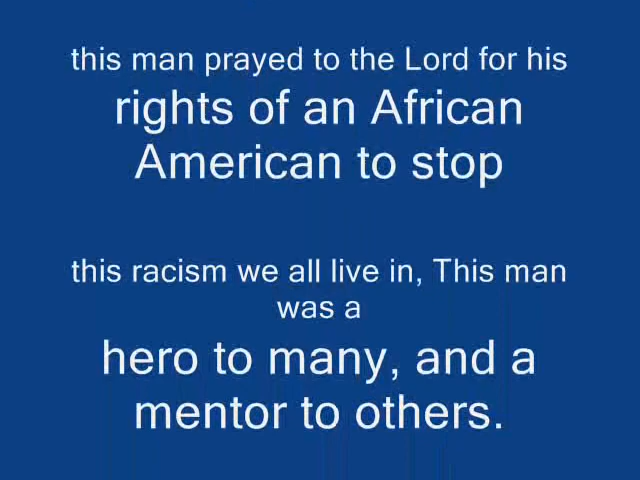 this man prayed to the Lord for his
rights of an African
American to stop
this racism we all live in, This man
was a
hero to many, and a
mentor to others.